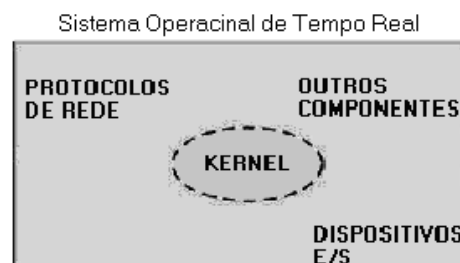 Sistema Operacinal de Tempo Real
PROTOCOLOS
DE REDE
OUTROS
COMPONENTES
KERNEL
DISPOSITIVOS
E/S